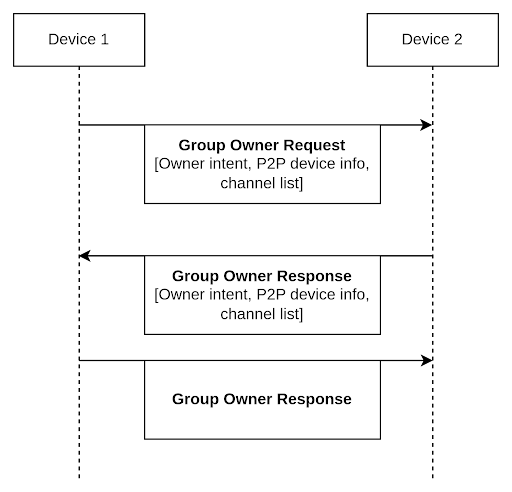 Device 1
Device 2
Group Owner Request
[Owner intent, P2P device info,
channel list]
Group Owner Response
[Owner intent, P2P device info,
channel list]
Group Owner Response